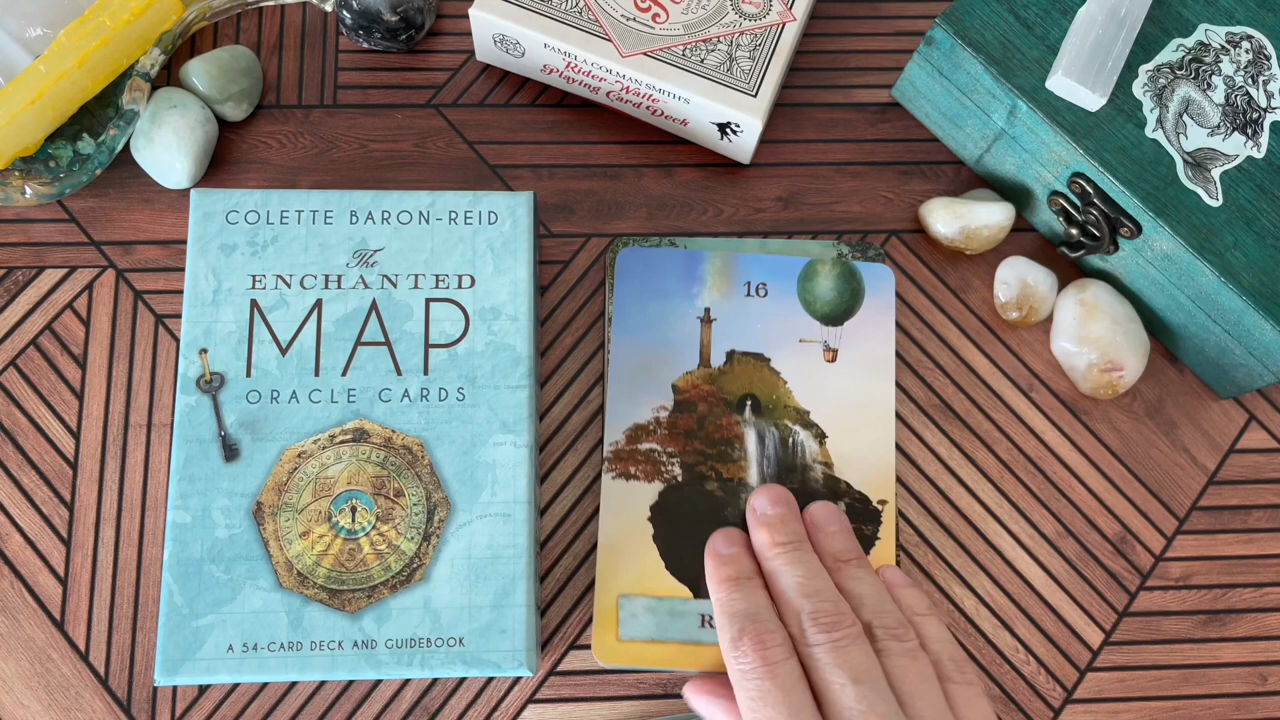 PAMELA COLMAN SMITH'S
"Rider-Waite"
Playing Card Deck
COLETTE BARON-REID
The
ENCHANTED
MAP
ORACLE CARDS
A 54-CARD DECK AND GUIDEBOOK
16